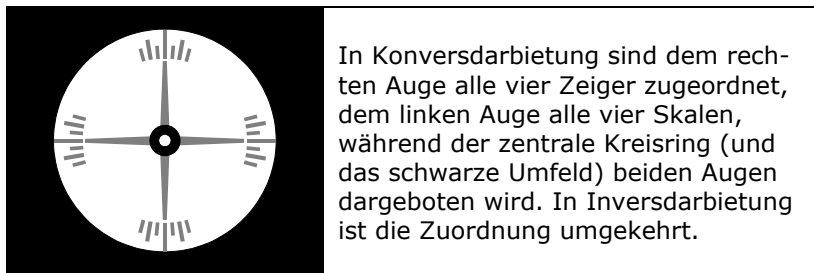 In Konversdarbietung sind dem rech-
ten Auge alle vier Zeiger zugeordnet,
dem linken Auge alle vier Skalen,
während der zentrale Kreisring (und
das schwarze Umfeld) beiden Augen
dargeboten wird. In Inversdarbietung
ist die Zuordnung umgekehrt.